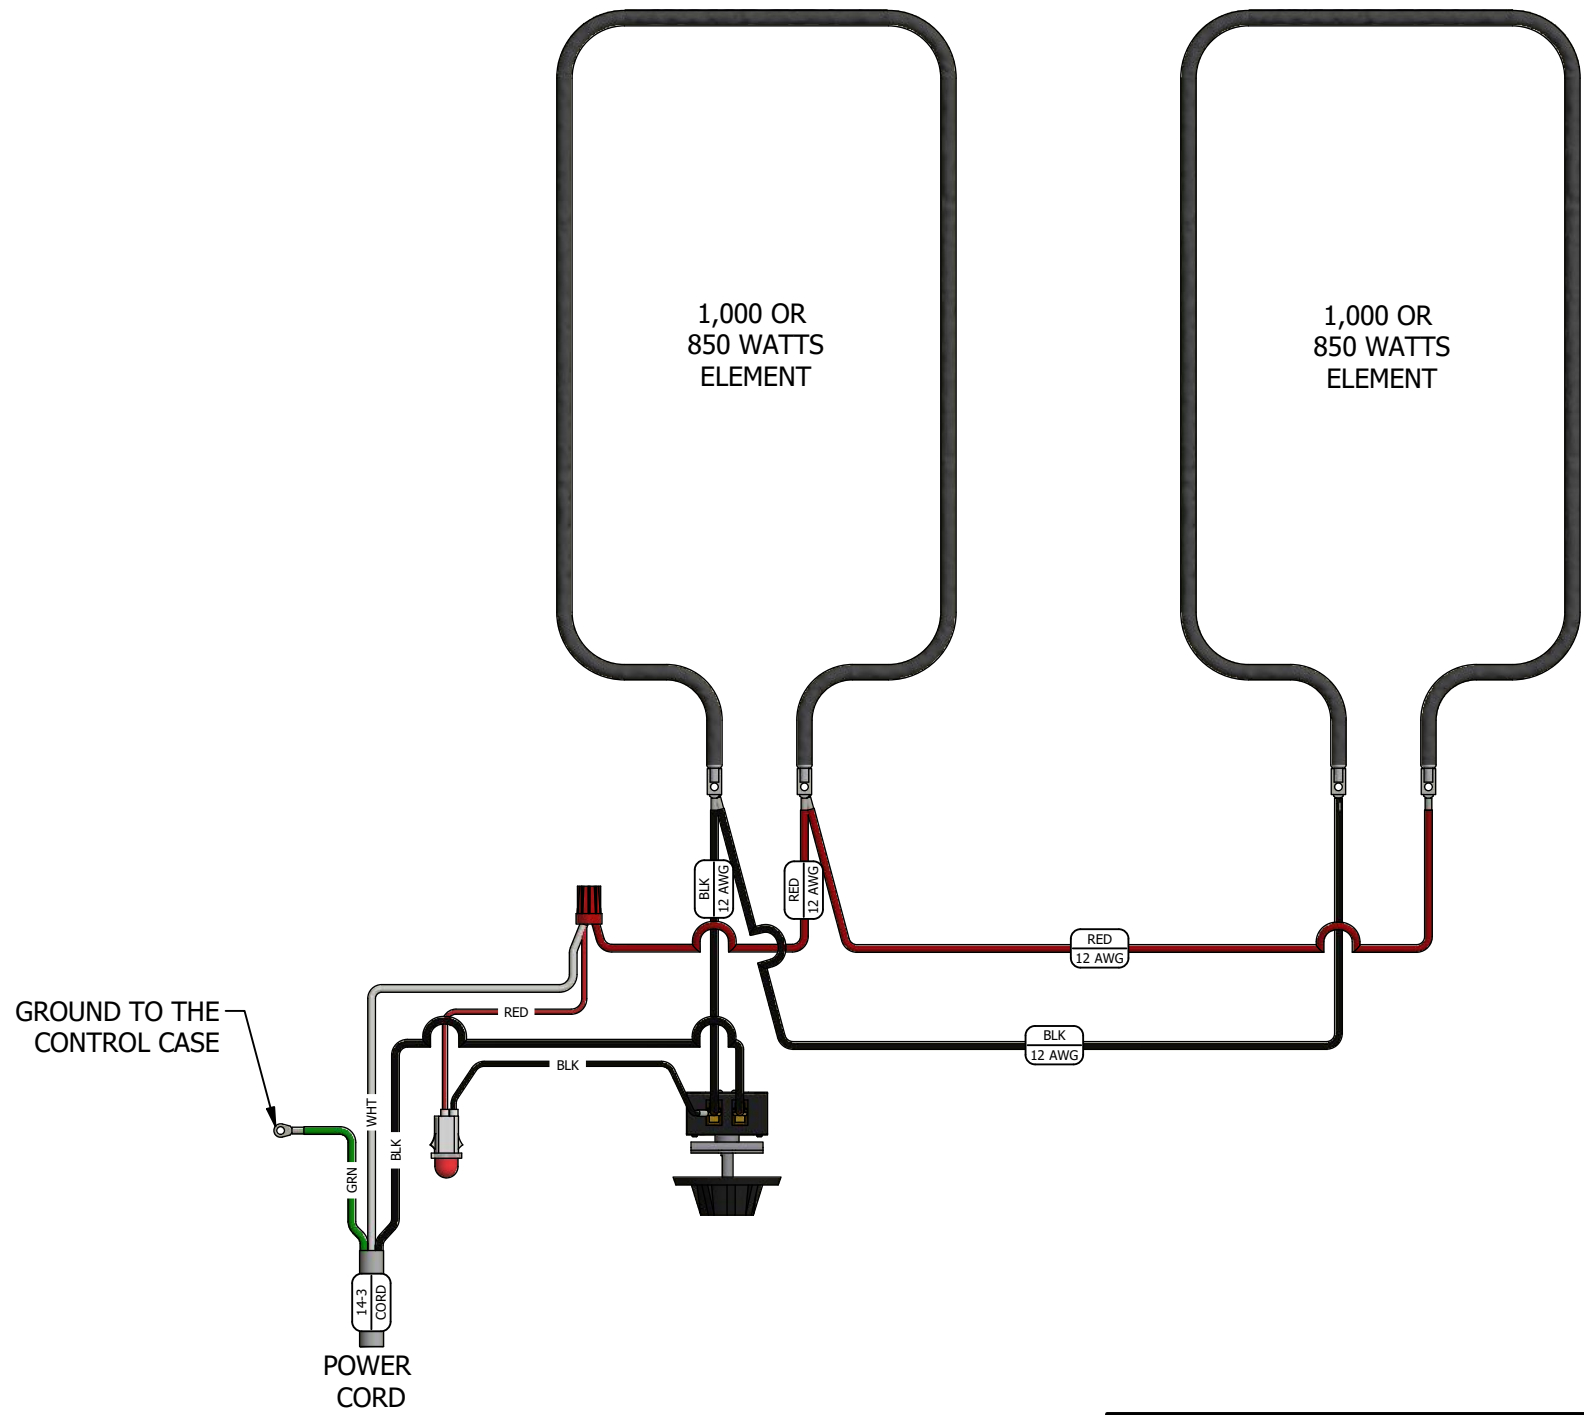 1,000 OR
850 WATTS
ELEMENT
1,000 OR
850 WATTS
ELEMENT
BLK
12 AWG
RED
12 AWG
RED
12 AWG
BLK
12 AWG
RED
BLK
GROUND TO THE
CONTROL CASE
WHT
BLK
GRN
14-3
CORD
POWER
CORD